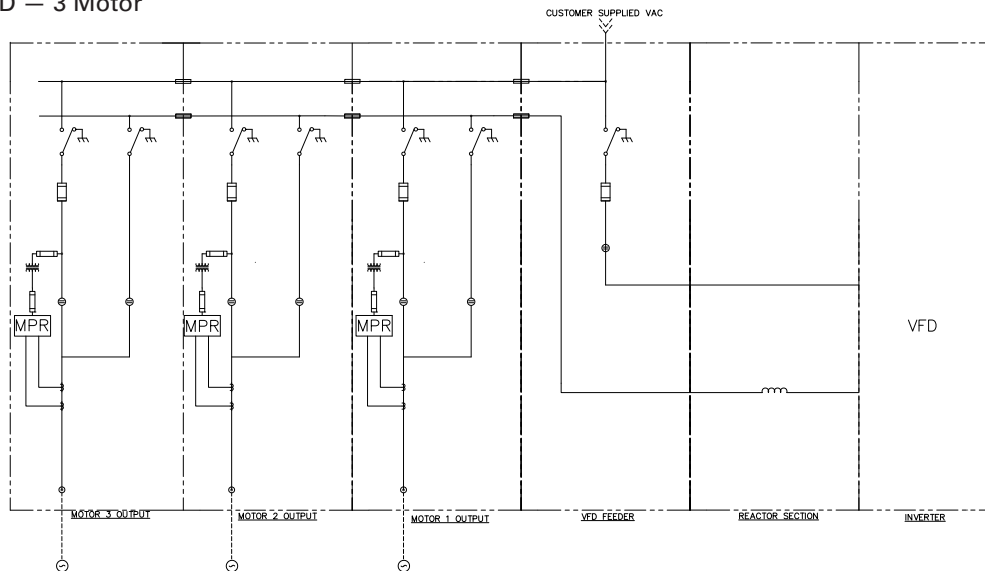 D — 3 Motor
CUSTOMER SUPPLIED VAC
MPR
MPR
MPR
VFD
MOTOR 3 OUTPUT
MOTOR 2 OUTPUT
MOTOR 1 OUTPUT
VFD FEEDER
REACTOR SECTION
INVERTER